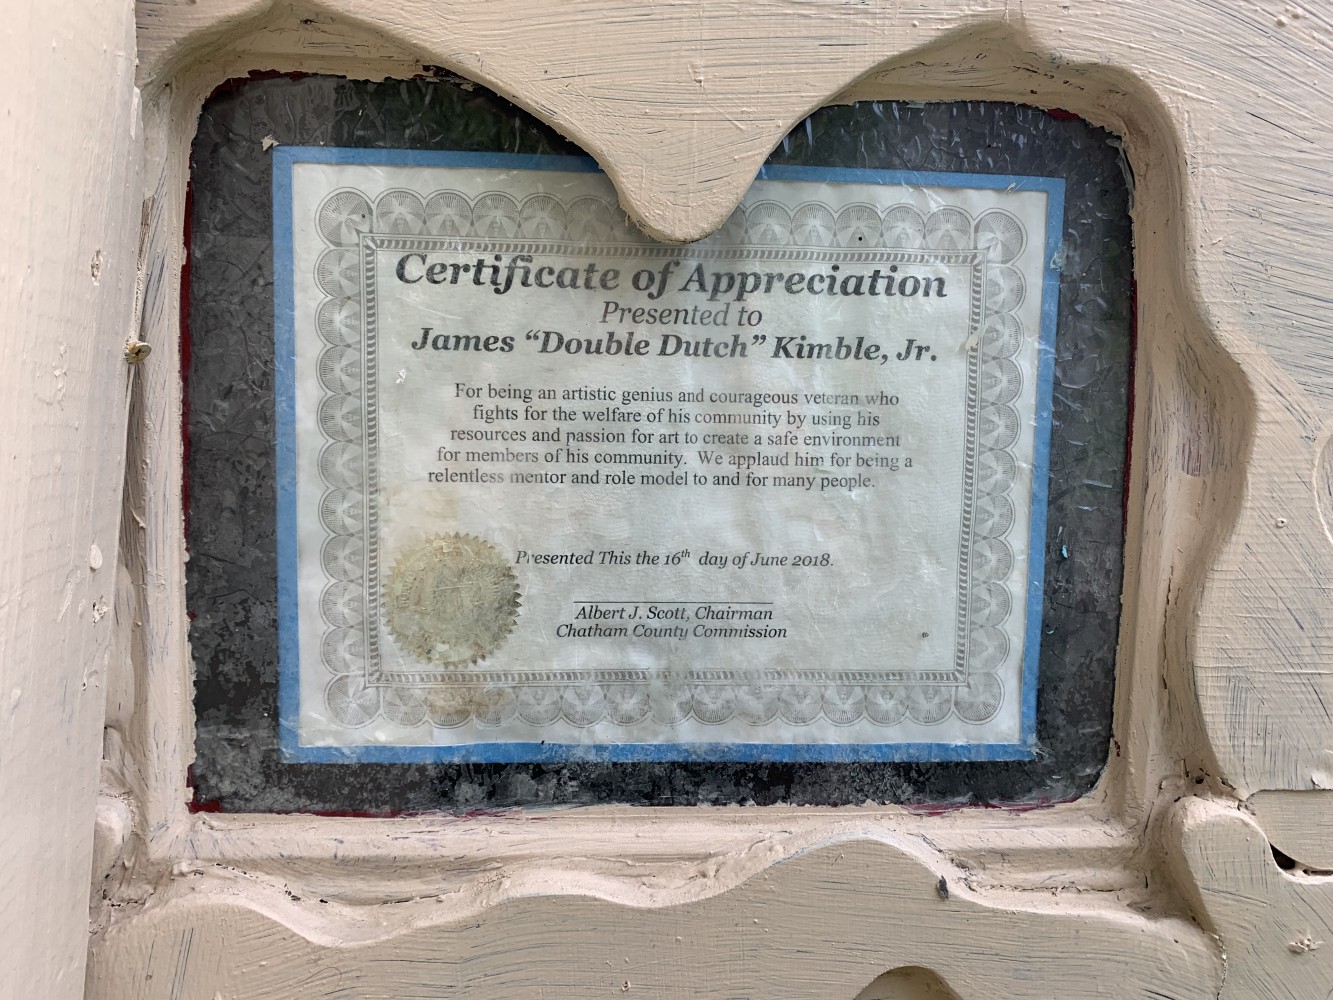 Certificate of Appreciation
Presented to
James “Double Dutch” Kimble, Jr.
For being an artistic genius and courageous veteran who
fights for the welfare of his community by using his
resources and passion for art to create a safe environment
for members of his community. We applaud him for being a
relentless mentor and role model to and for many people.
Presented This the 16th day of June 2018.
Albert J. Scott, Chairman
Chatham County Commission